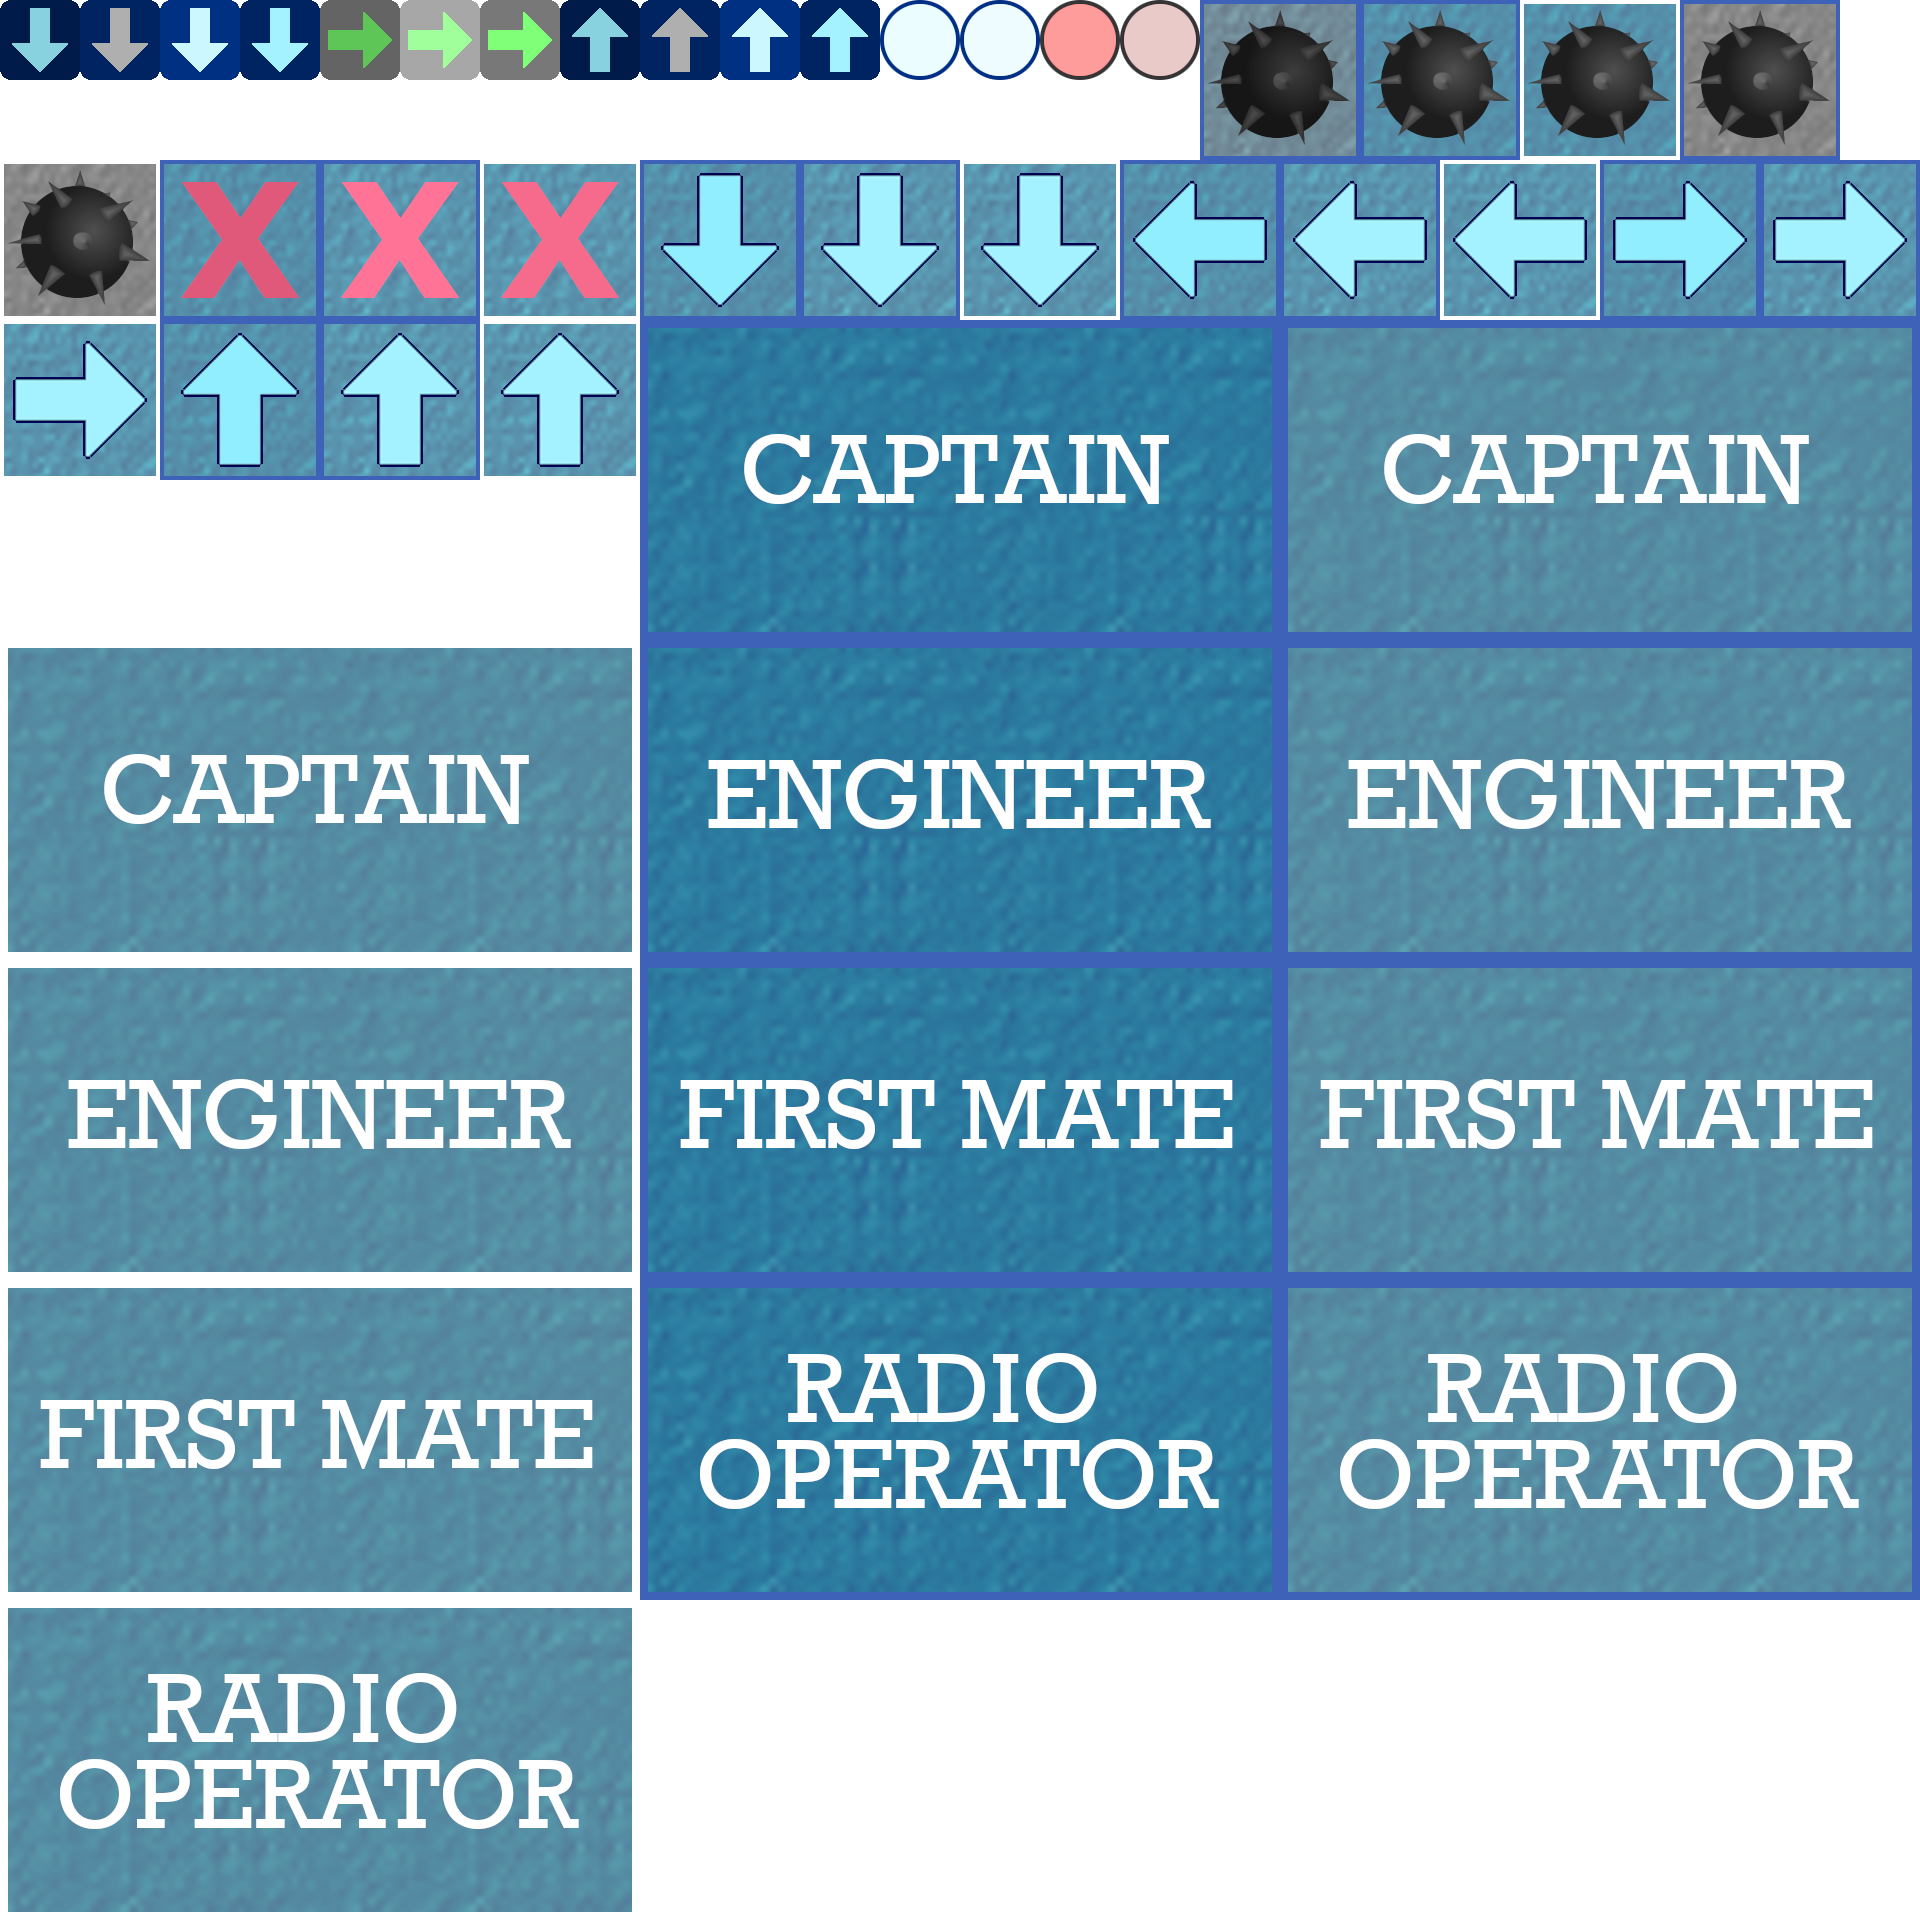 X X X
CAPTAIN CAPTAIN
CAPTAIN ENGINEER ENGINEER
ENGINEER FIRST MATE FIRST MATE
FIRST MATE
RADIO
OPERATOR
RADIO
OPERATOR
RADIO
OPERATOR